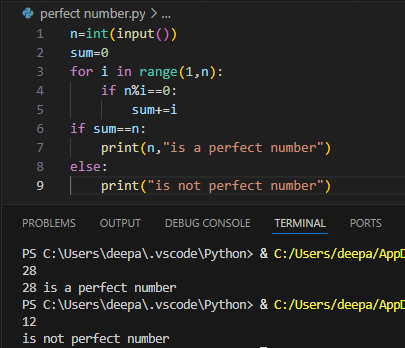 perfect number.py > ...
1 n=int(input())
2 sum=0
3 for i in range(1,n):
4     if n%i==0:
5         sum+=i
6 if sum==n:
7     print(n,"is a perfect number")
8 else:
9     print("is not perfect number")
PROBLEMS OUTPUT DEBUG CONSOLE TERMINAL PORTS
PS C:\Users\deepa\.vscode\Python> & C:/Users/deepa/AppD
28
28 is a perfect number
PS C:\Users\deepa\.vscode\Python> & C:/Users/deepa/AppD
12
is not perfect number